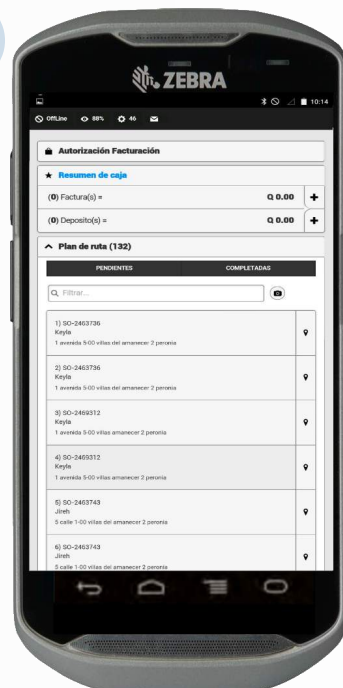 ZEBRA
10:14
OffLine 88% 46
Autorización Facturación
Resumen de caja
(0) Factura(s) = Q 0.00 +
(0) Deposito(s) = Q 0.00 +
Plan de ruta (132)
PENDIENTES COMPLETADAS
Filtrar...
1) SO-2463736
Keyla
1 avenida 5-00 villas del amanecer 2 peronia
2) SO-2463736
Keyla
1 avenida 5-00 villas del amanecer 2 peronia
3) SO-2469312
Keyla
1 avenida 5-00 villas amanecer 2 peronia
4) SO-2469312
Keyla
1 avenida 5-00 villas amanecer 2 peronia
5) SO-2463743
Jireh
5 calle 1-00 villas del amanecer 2 peronia
6) SO-2463743
Jireh
5 calle 1-00 villas del amanecer 2 peronia